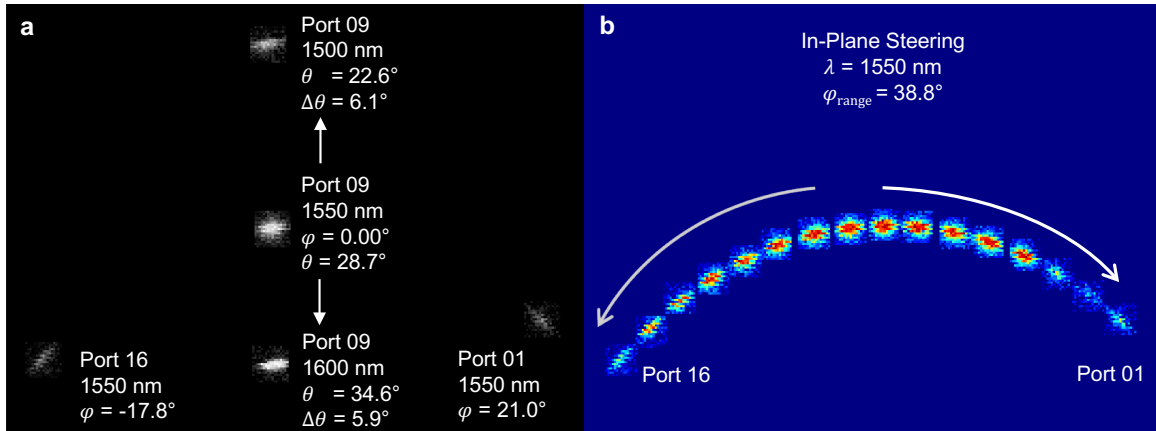 a
Port 09
1500 nm
θ = 22.6°
Δθ = 6.1°
Port 09
1550 nm
φ = 0.00°
θ = 28.7°
Port 16
1550 nm
φ = -17.8°
Port 09
1600 nm
θ = 34.6°
Δθ = 5.9°
Port 01
1550 nm
φ = 21.0°
b
In-Plane Steering
λ = 1550 nm
φrange = 38.8°
Port 16
Port 01